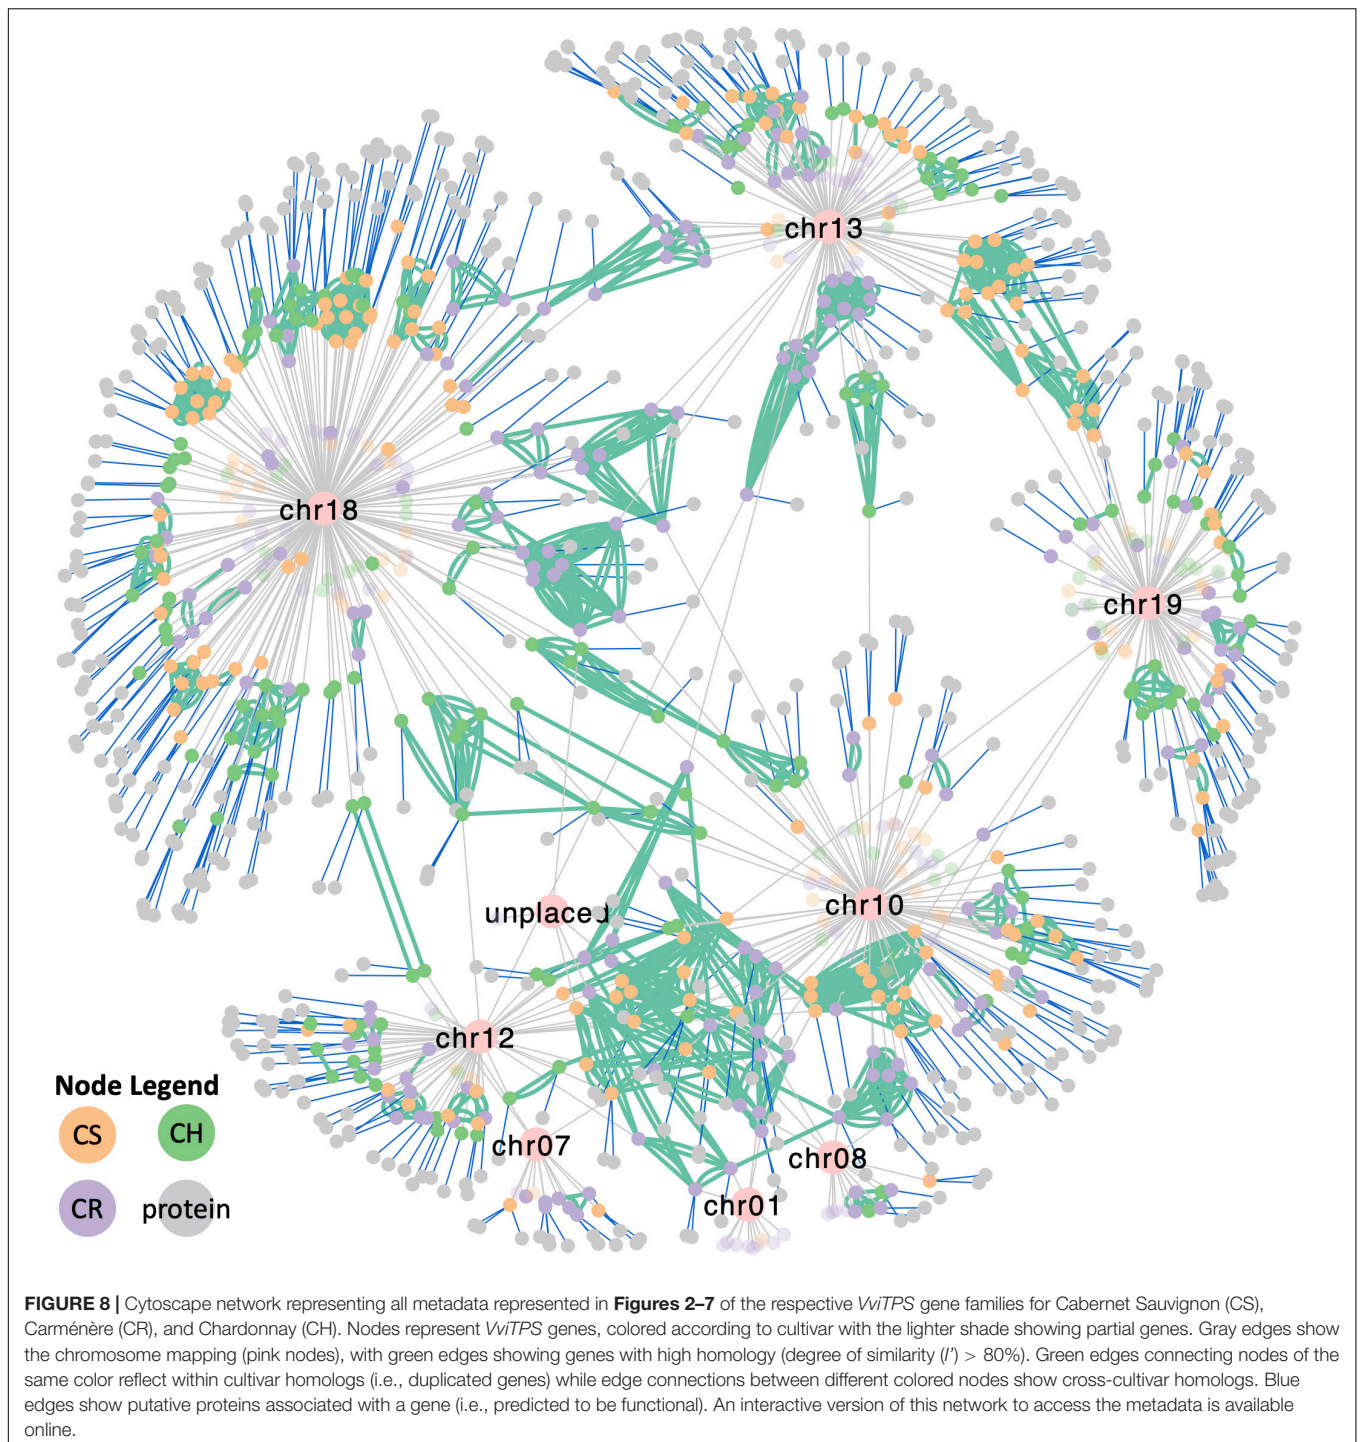 chr13
chr18
chr19
chr10
unplaced
chr12
Node Legend
CS
CH
CR
protein
chr07
chr08
chr01
FIGURE 8 | Cytoscape network representing all metadata represented in Figures 2–7 of the respective VviTPS gene families for Cabernet Sauvignon (CS),
Carménère (CR), and Chardonnay (CH). Nodes represent VviTPS genes, colored according to cultivar with the lighter shade showing partial genes. Gray edges show
the chromosome mapping (pink nodes), with green edges showing genes with high homology (degree of similarity (I’) > 80%). Green edges connecting nodes of the
same color reflect within cultivar homologs (i.e., duplicated genes) while edge connections between different colored nodes show cross-cultivar homologs. Blue
edges show putative proteins associated with a gene (i.e., predicted to be functional). An interactive version of this network to access the metadata is available
online.